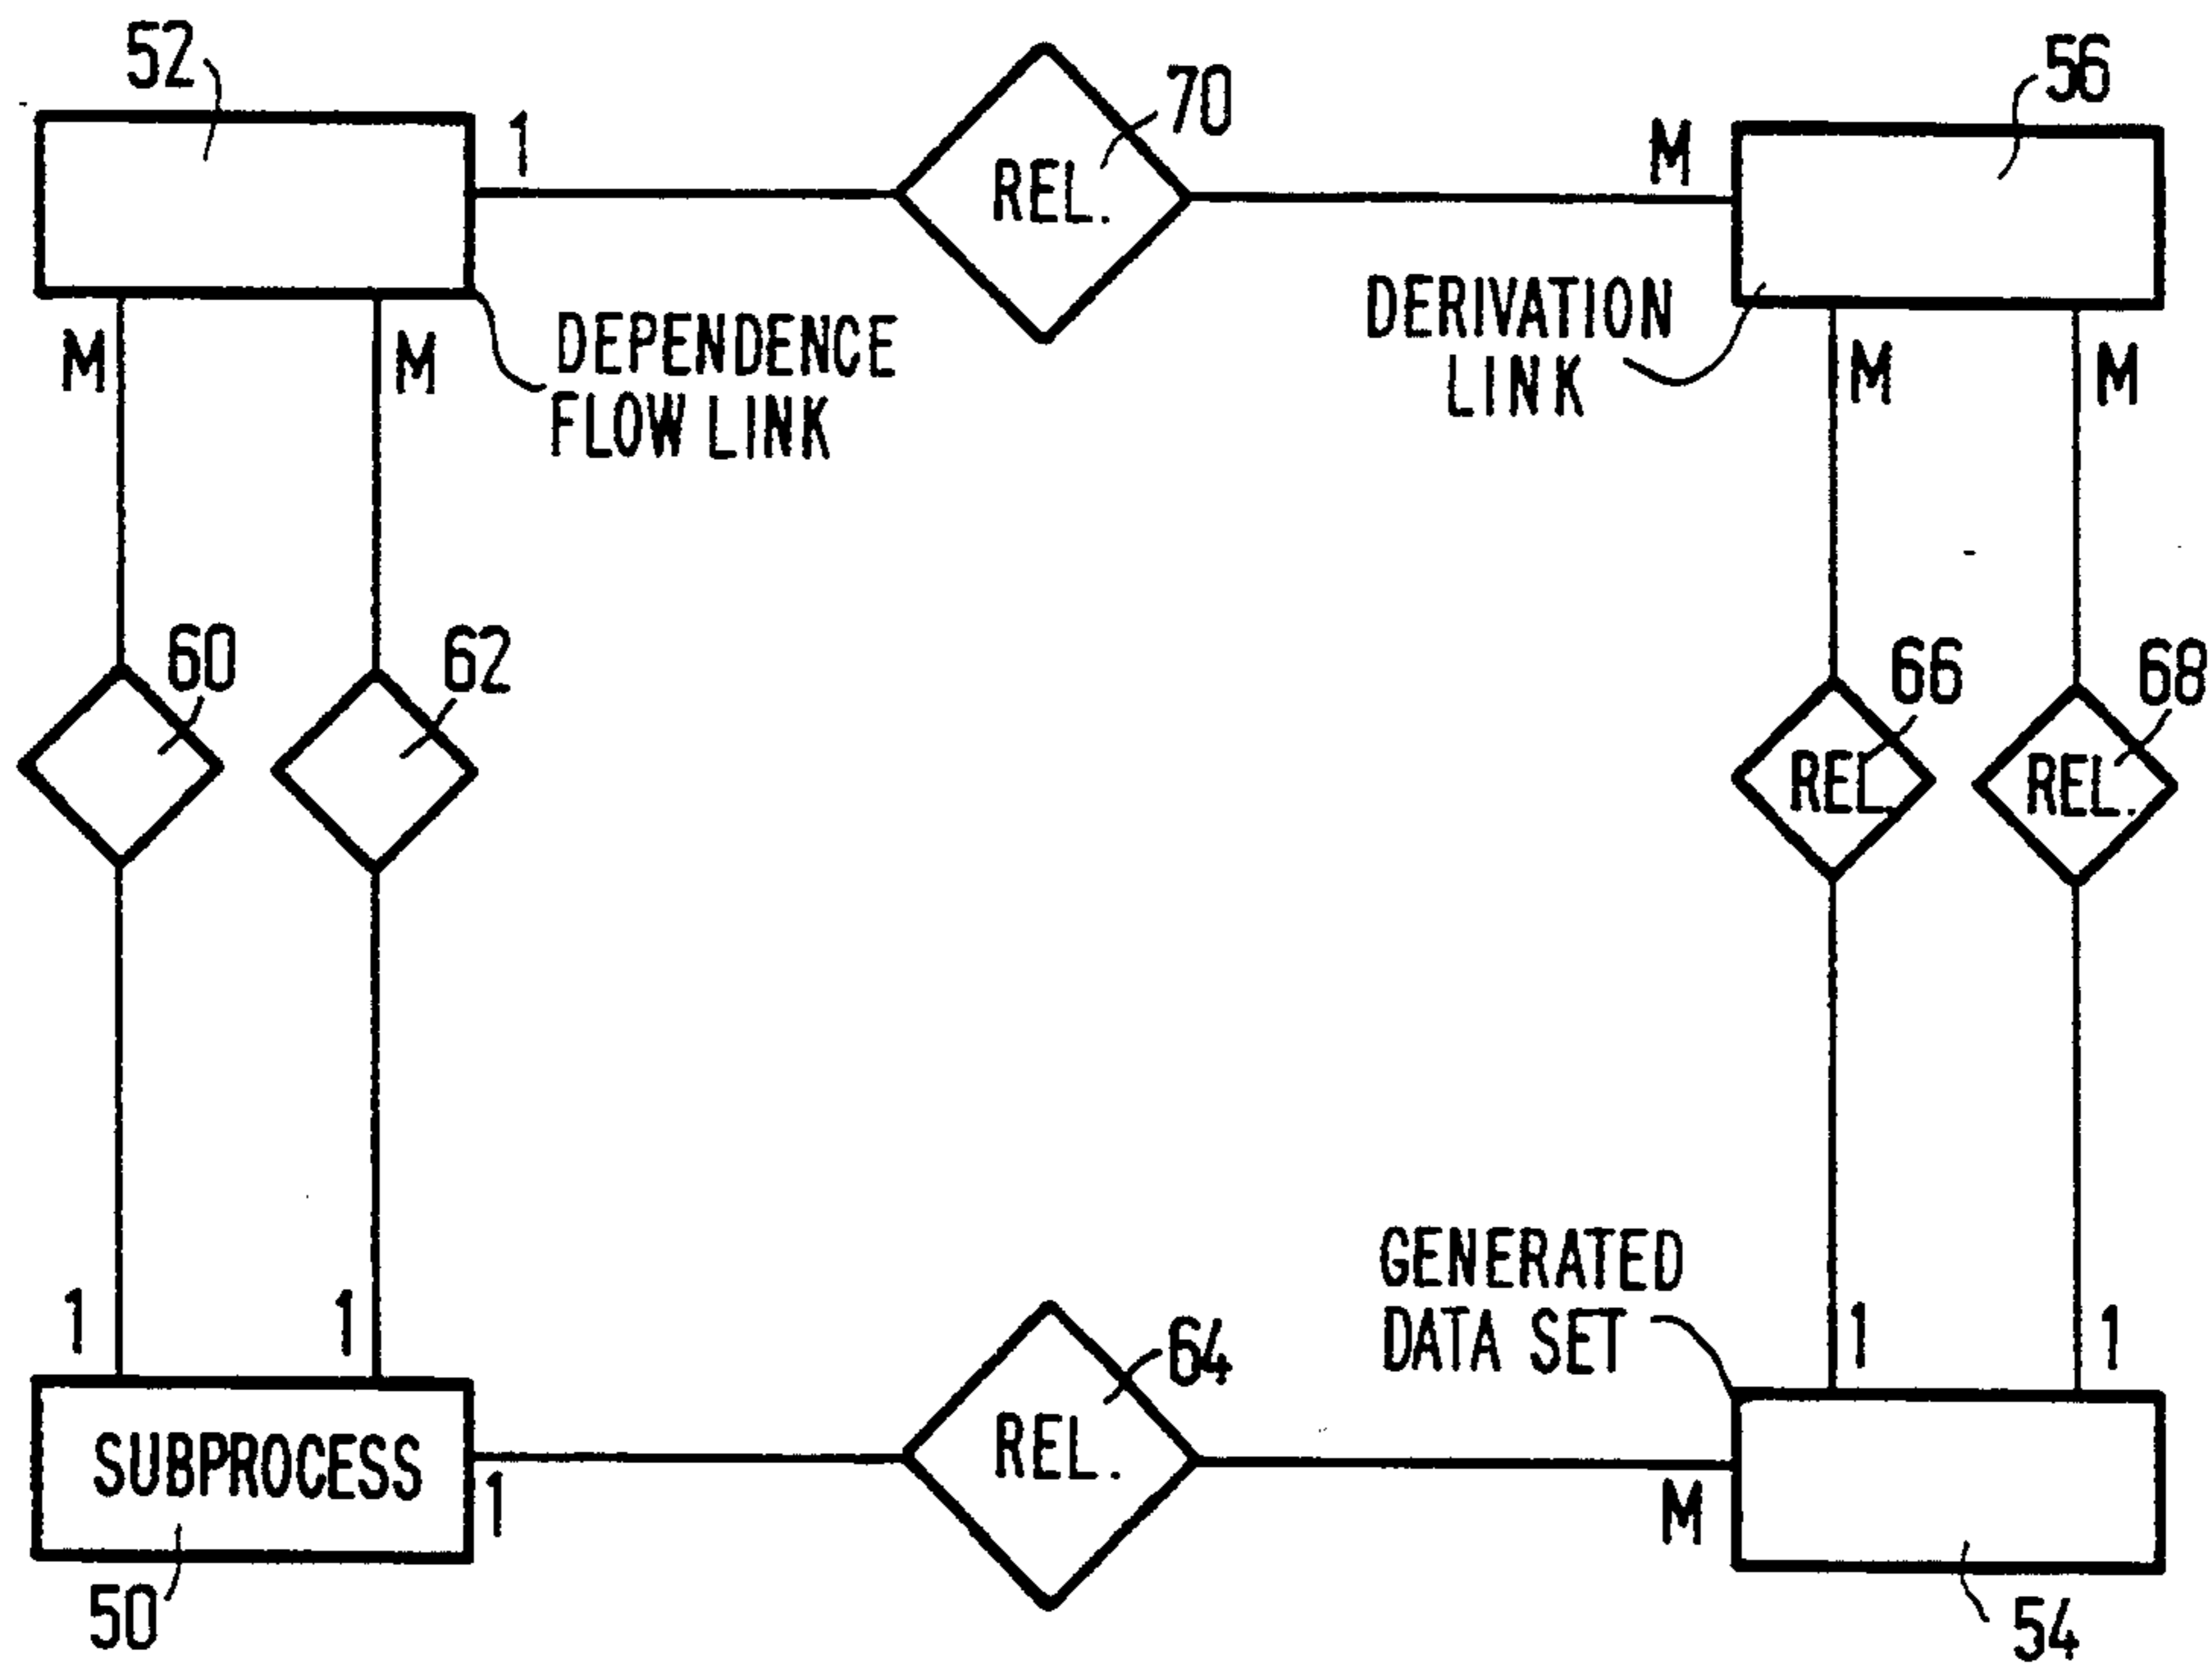 52
70
56
1
M
REL.
DERIVATION
LINK
DEPENDENCE
FLOW LINK
M
M
M
M
60
62
66
68
REL.
REL.
1
1
1
1
GENERATED
DATA SET
64
SUBPROCESS
REL.
1
M
50
54